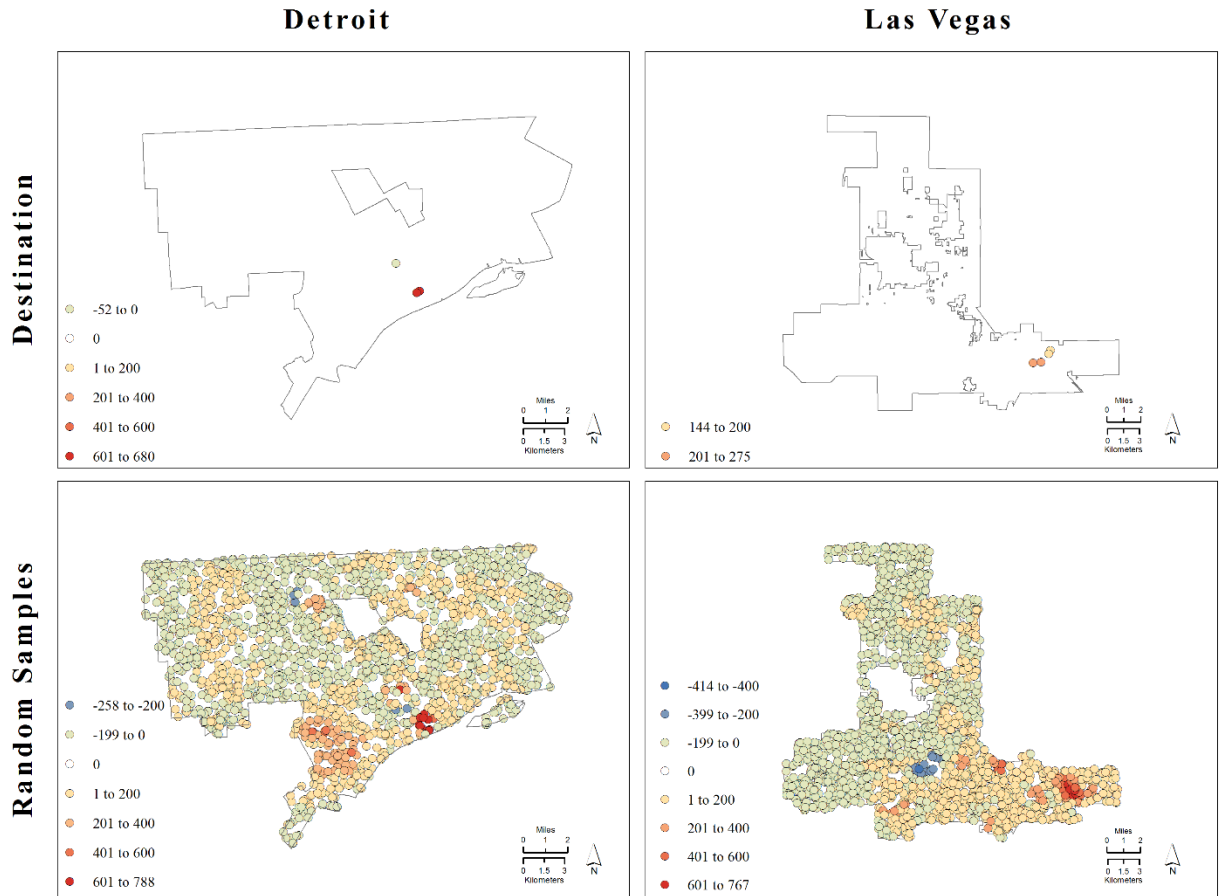 Detroit
Las Vegas
Destination
-52 to 0
0
1 to 200
201 to 400
401 to 600
601 to 680
Miles
0 1 2
0 1.5 3
Kilometers
N
144 to 200
201 to 275
Miles
0 1 2
0 1.5 3
Kilometers
N
Random Samples
-258 to -200
-199 to 0
0
1 to 200
201 to 400
401 to 600
601 to 788
Miles
0 1 2
0 1.5 3
Kilometers
N
-414 to -400
-399 to -200
-199 to 0
0
1 to 200
201 to 400
401 to 600
601 to 767
Miles
0 1 2
0 1.5 3
Kilometers
N